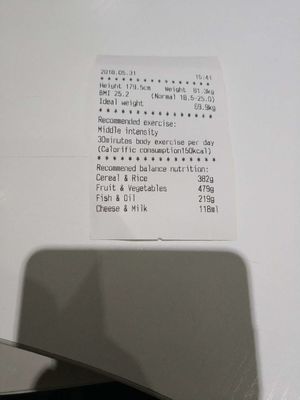 2018.05.31 15:41
* * * * * * * * * * * * * * * *
Height 179.5cm Weight 81.3kg
BMI 25.2 (Normal 18.5-25.0)
Ideal weight 69.9kg
* * * * * * * * * * * * * * * *
Recommended exercise:
Middle intensity
30minutes body exercise per day
(Calorific consumption150kcal)
* * * * * * * * * * * * * * * *
Recommened balance nutrition:
Cereal & Rice 382g
Fruit & Vegetables 479g
Fish & Oil 219g
Cheese & Milk 118ml